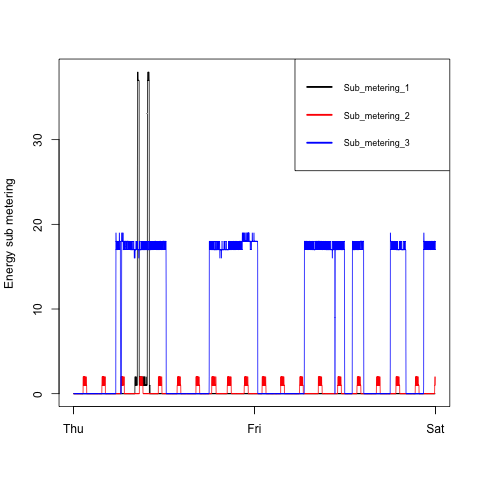 Sub_metering_1
Sub_metering_2
Sub_metering_3
Energy sub metering
30
20
10
0
Thu Fri Sat